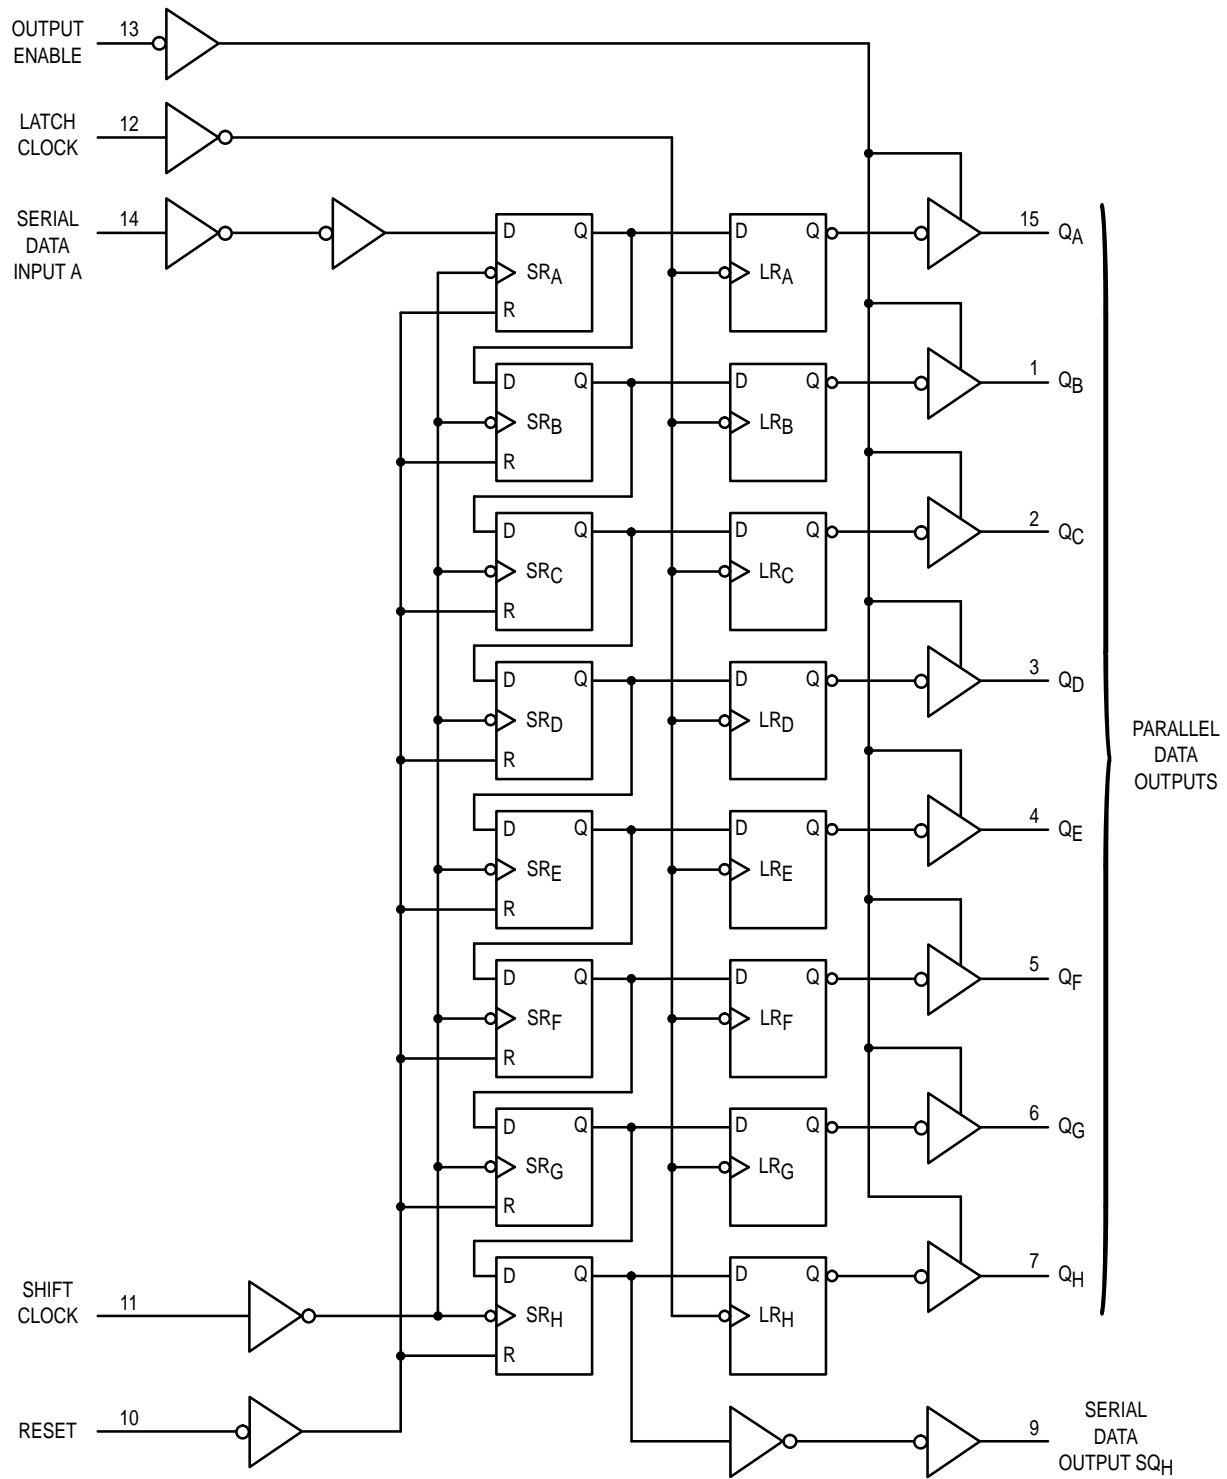 OUTPUT
ENABLE
13
LATCH
CLOCK
12
SERIAL
DATA
INPUT A
14
D Q
SRA
R
D Q
LRA
15 QA
D Q
SRB
R
D Q
LRB
1 QB
D Q
SRC
R
D Q
LRC
2 QC
D Q
SRD
R
D Q
LRD
3 QD
PARALLEL
DATA
OUTPUTS
D Q
SRE
R
D Q
LRE
4 QE
D Q
SRF
R
D Q
LRF
5 QF
D Q
SRG
R
D Q
LRG
6 QG
SHIFT
CLOCK
11
D Q
SRH
R
D Q
LRH
7 QH
RESET
10
9
SERIAL
DATA
OUTPUT SQH